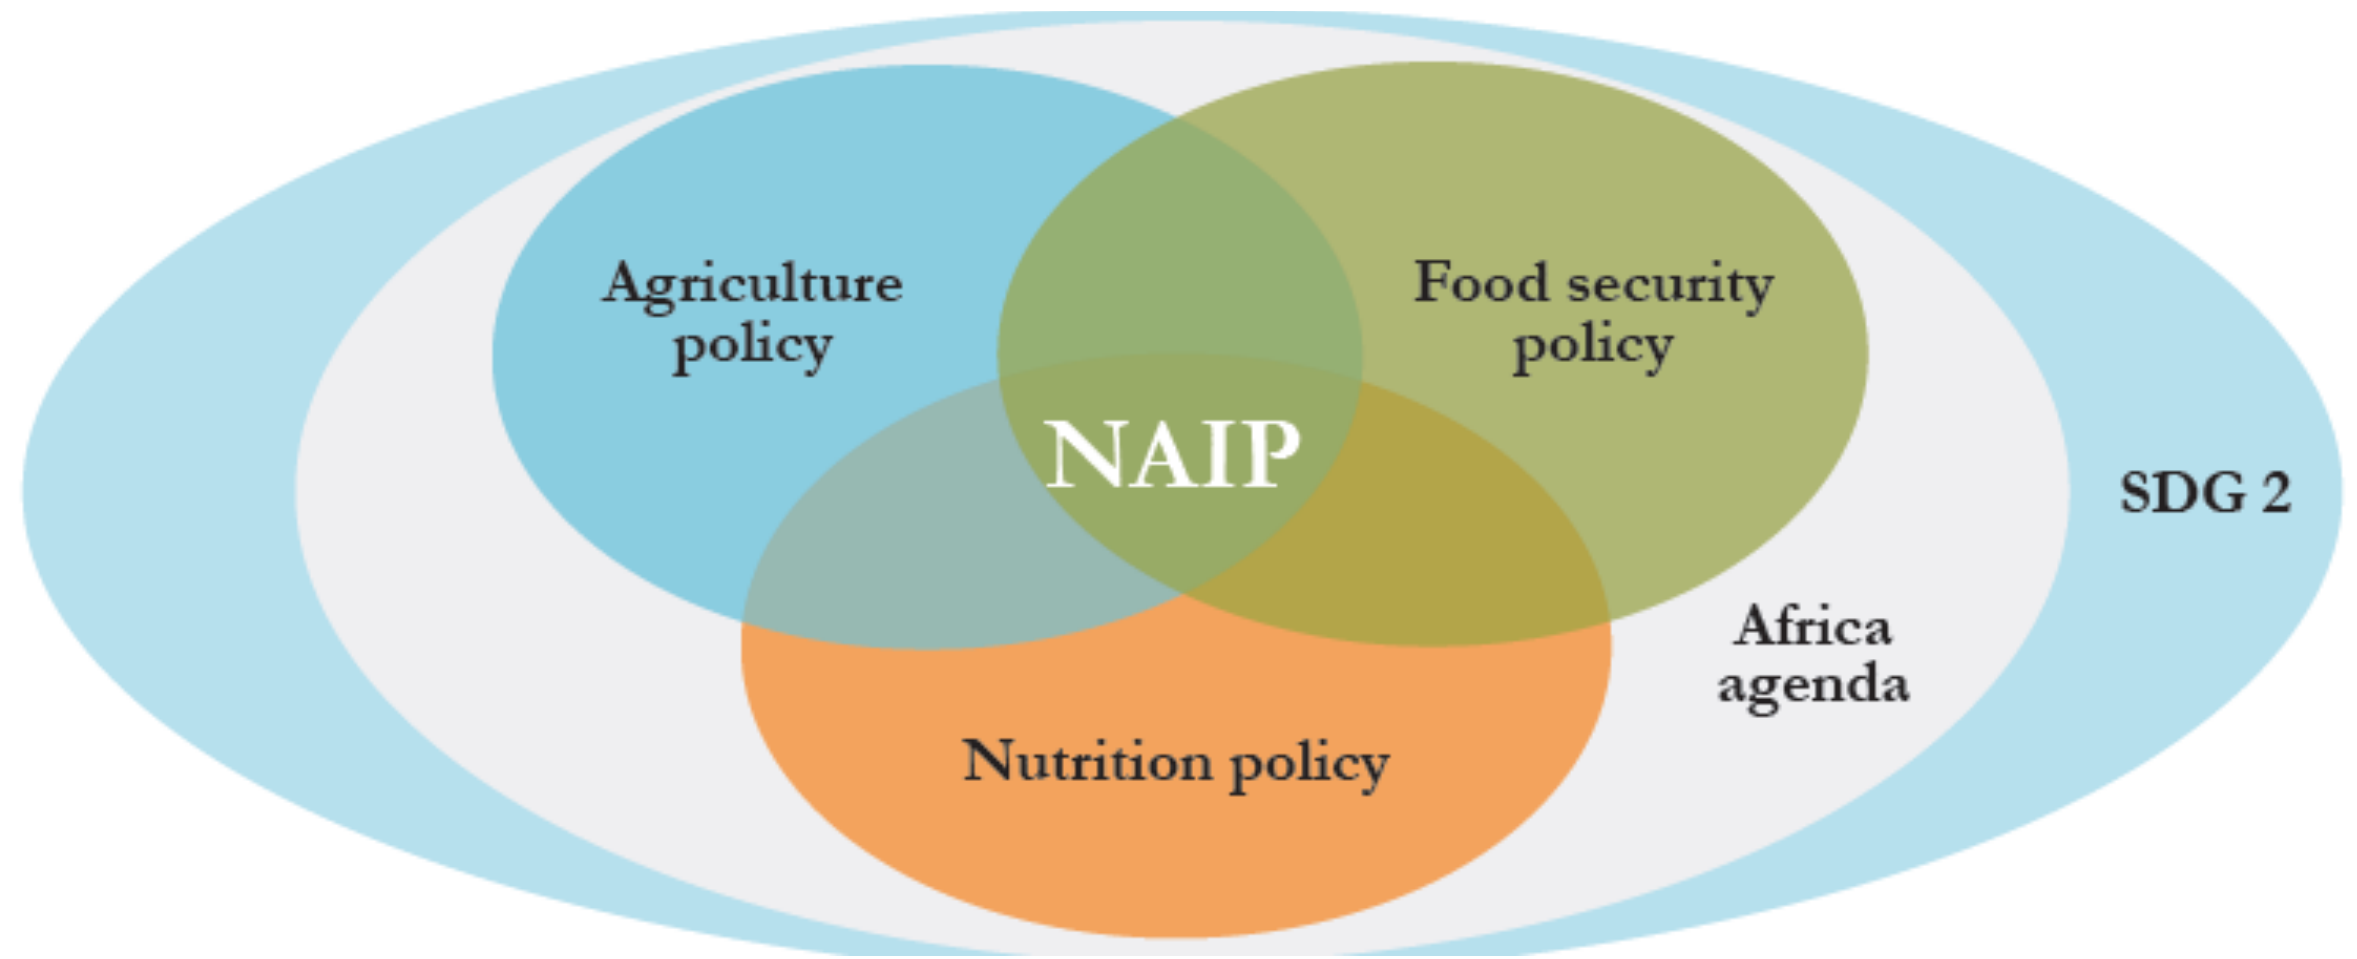 Agriculture
policy
Food security
policy
NAIP
SDG 2
Africa
agenda
Nutrition policy